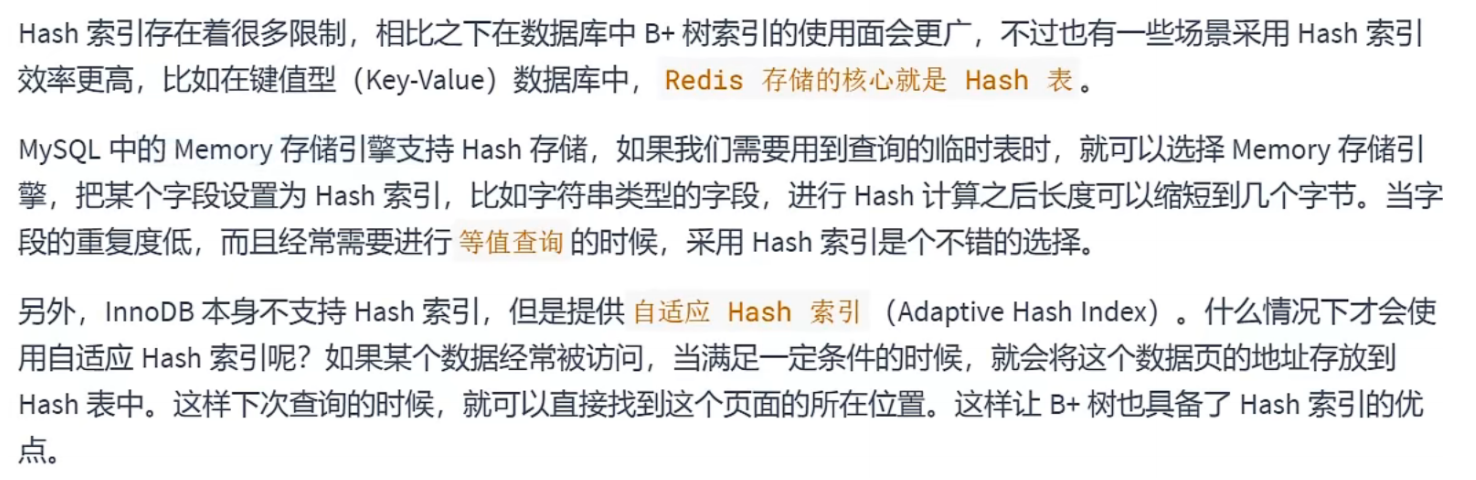 Hash 索引存在着很多限制，相比之下在数据库中 B+ 树索引的使用面会更广，不过也有一些场景采用 Hash 索引
效率更高，比如在键值型（Key-Value）数据库中， Redis 存储的核心就是 Hash 表 。
MySQL 中的 Memory 存储引擎支持 Hash 存储，如果我们需要用到查询的临时表时，就可以选择 Memory 存储引
擎，把某个字段设置为 Hash 索引，比如字符串类型的字段，进行 Hash 计算之后长度可以缩短到几个字节。当字
段的重复度低，而且经常需要进行 等值查询 的时候，采用 Hash 索引是个不错的选择。
另外，InnoDB 本身不支持 Hash 索引，但是提供 自适应 Hash 索引 （Adaptive Hash Index）。什么情况下才会使
用自适应 Hash 索引呢？如果某个数据经常被访问，当满足一定条件的时候，就会将这个数据页的地址存放到
Hash 表中。这样下次查询的时候，就可以直接找到这个页面的所在位置。这样让 B+ 树也具备了 Hash 索引的优
点。